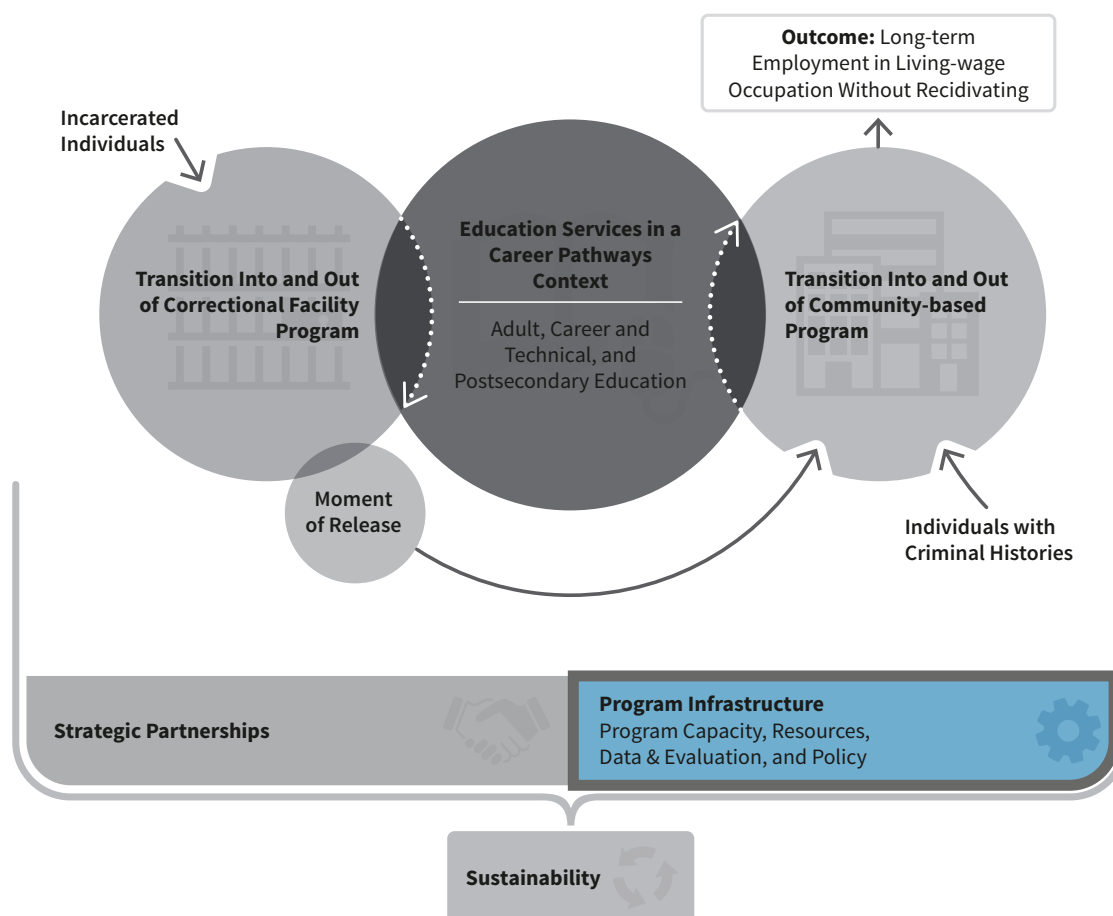 Outcome: Long-term
Employment in Living-wage
Occupation Without Recidivating
Incarcerated
Individuals
Transition Into and Out
of Correctional Facility
Program
Education Services in a
Career Pathways
Context
Adult, Career and
Technical, and
Postsecondary Education
Transition Into and Out
of Community-based
Program
Moment
of Release
Individuals with
Criminal Histories
Strategic Partnerships
Program Infrastructure
Program Capacity, Resources,
Data & Evaluation, and Policy
Sustainability